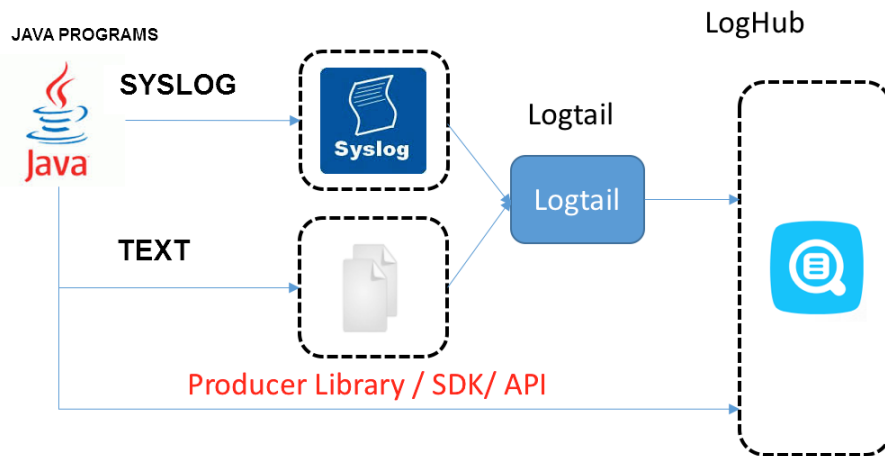 JAVA PROGRAMS
LogHub
SYSLOG
Java
Syslog
Logtail
Logtail
TEXT
Producer Library / SDK/ API